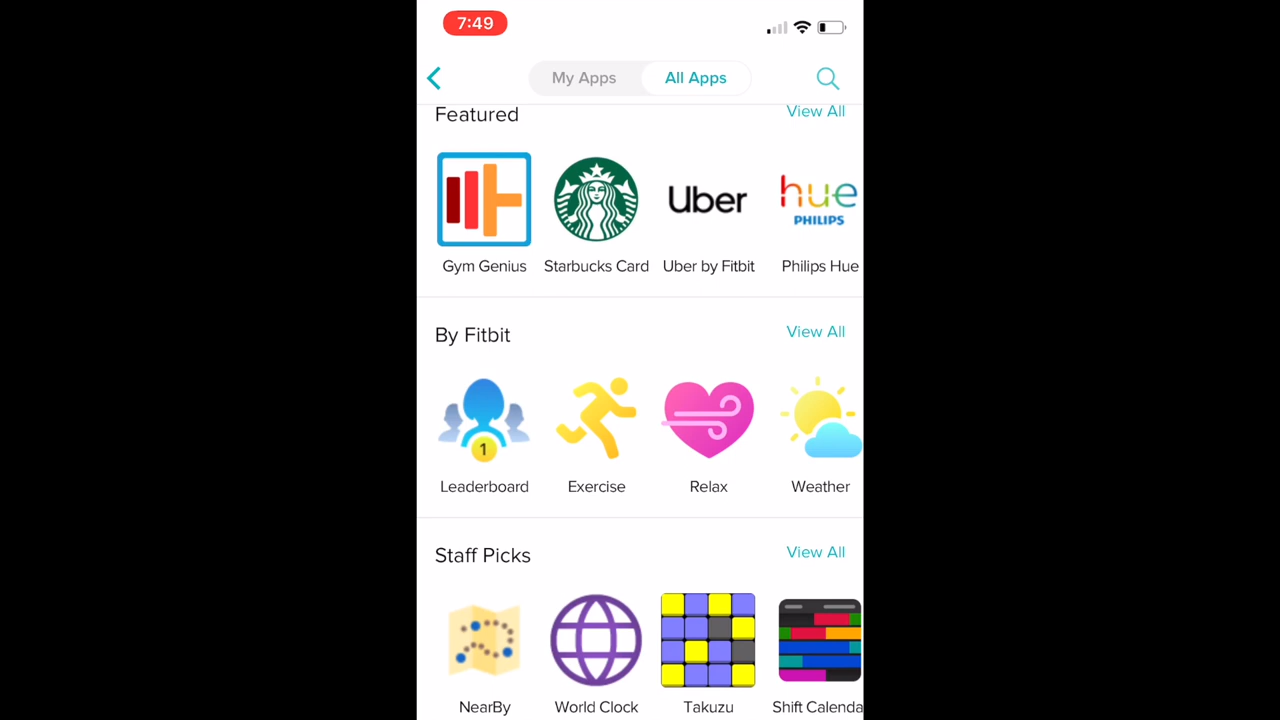 7:49
My Apps All Apps
Featured View All
Uber hue
PHILIPS
Gym Genius Starbucks Card Uber by Fitbit Philips Hue
By Fitbit View All
1
Leaderboard Exercise Relax Weather
Staff Picks View All
NearBy World Clock Takuzu Shift Calenda